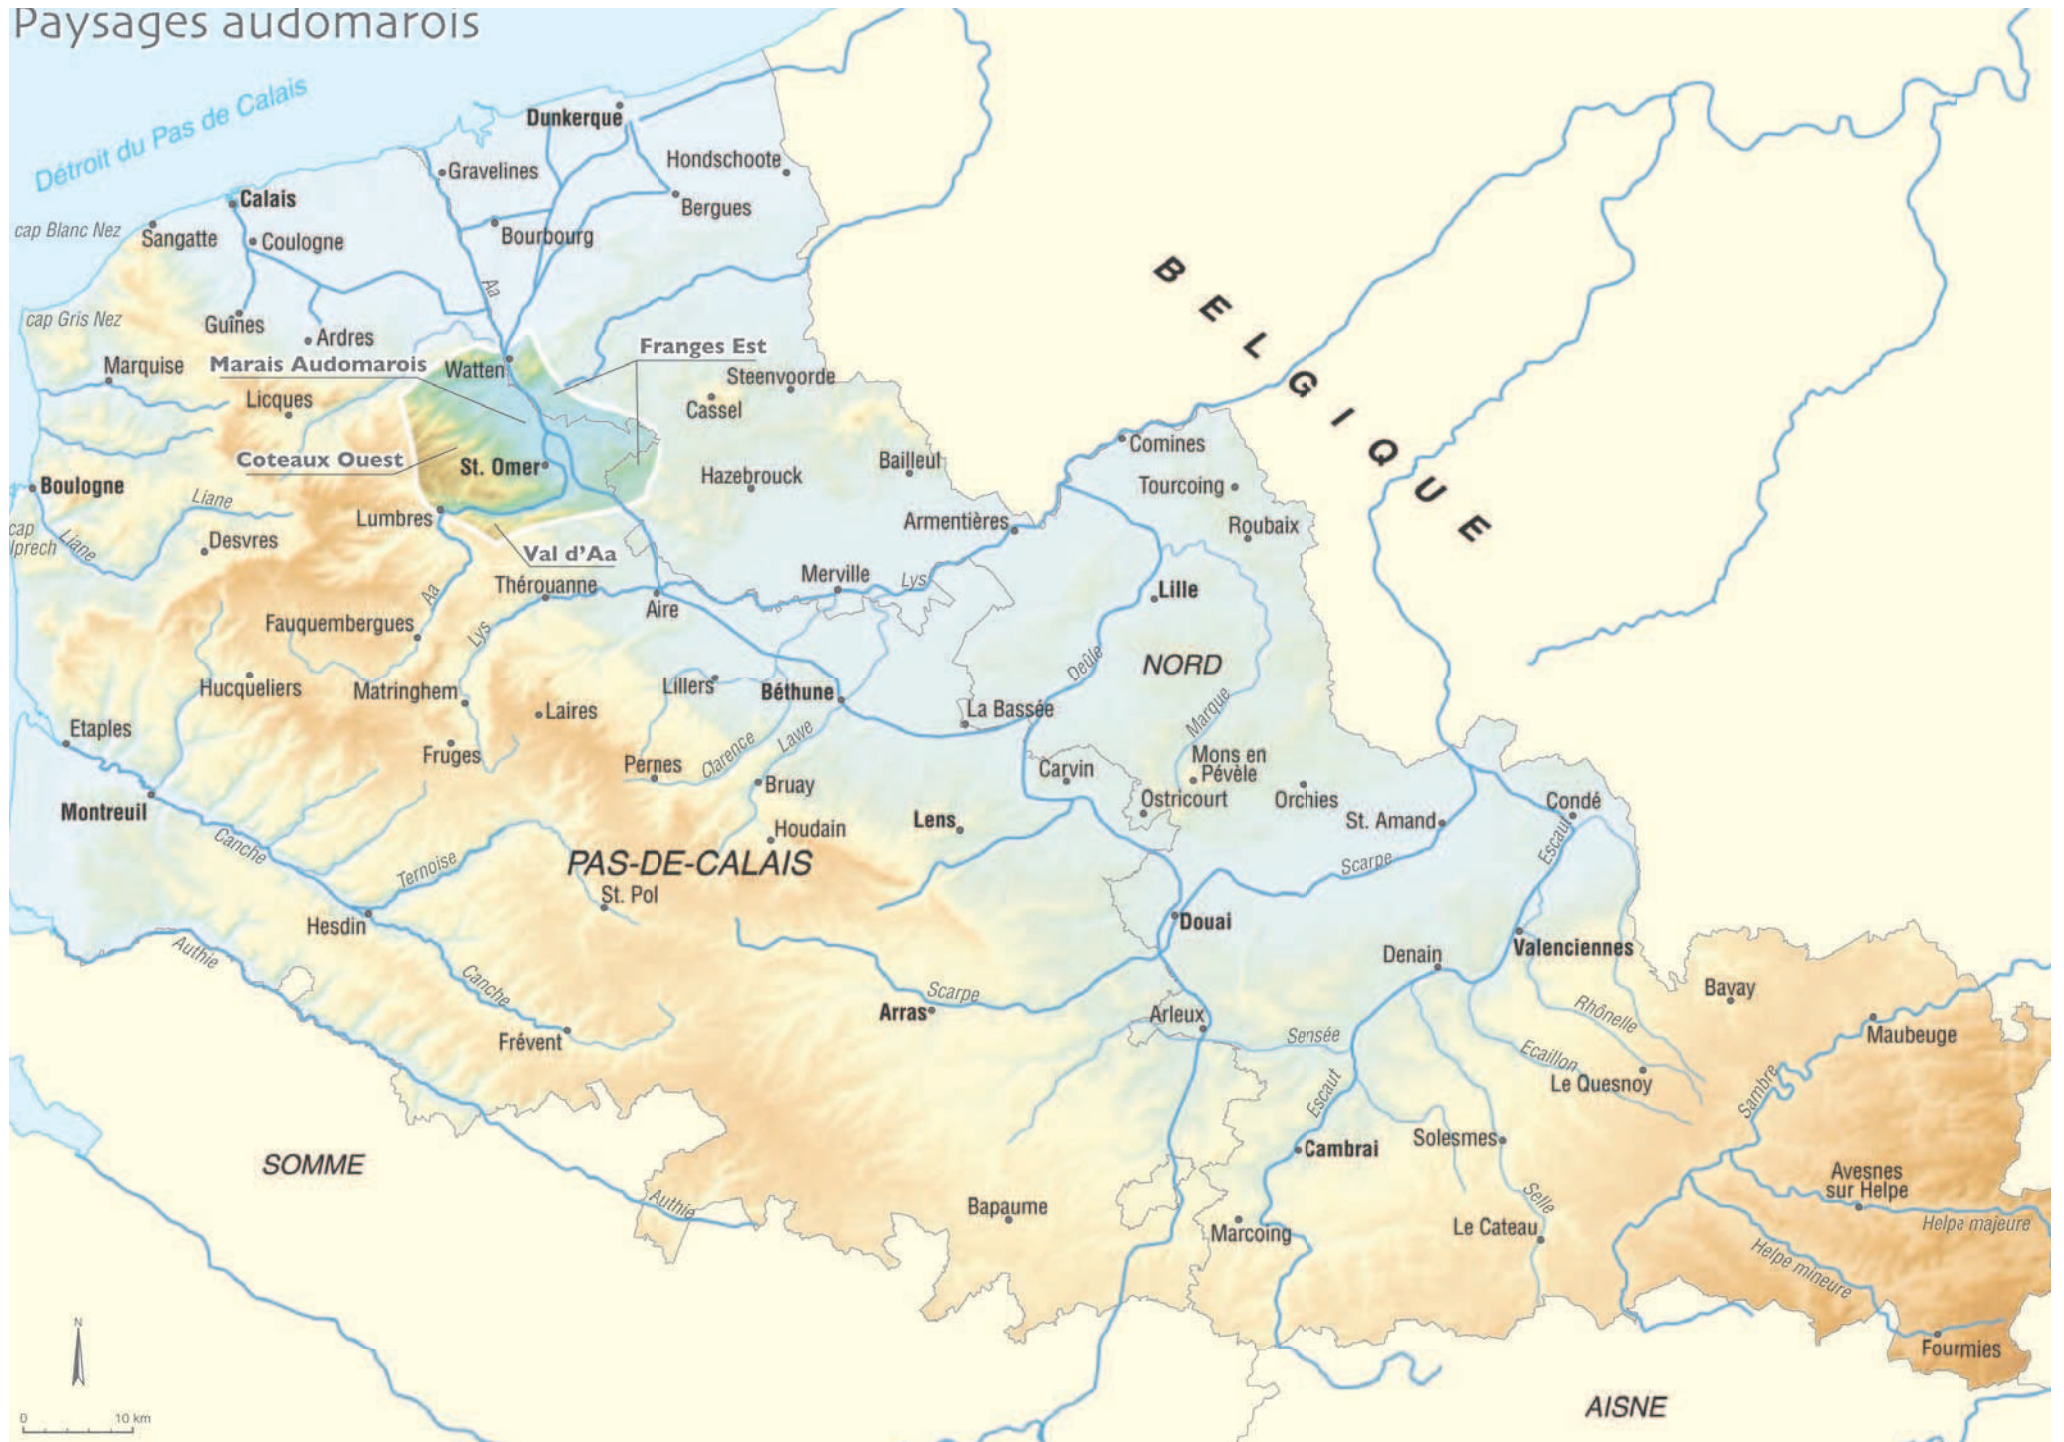 Paysages audomarois
Détroit du Pas de Calais
Dunkerque
Hondschoote
Gravelines
Calais
Bergues
cap Blanc Nez
Sangatte
Coulogne
Bourbourg
BELGIQUE
Aa
cap Gris Nez
Guînes
Ardres
Franges Est
Marquise
Marais Audomarois
Watten
Steenvoorde
Licques
Cassel
Comines
Coteaux Ouest
St. Omer
Bailleul
Hazebrouck
Tourcoing
Boulogne
Liane
Lumbres
Armentières
Roubaix
cap
lprech
Liane
Desvres
Val d'Aa
Thérouanne
Merville
Lys
Lille
Aa
Aire
Fauquembergues
Lys
NORD
Deûle
Hucqueliers
Matringhem
Lillers
Béthune
Laires
La Bassée
Marque
Etaples
Fruges
Clarence
Lawe
Pernes
Mons en
Pévèle
Carvin
Bruay
Ostricourt
Orchies
Condé
Montreuil
Lens
St. Amand
Houdain
Canche
Escaut
Ternoise
PAS-DE-CALAIS
Scarpe
St. Pol
Hesdin
Douai
Valenciennes
Authie
Denain
Canche
Scarpe
Bavay
Arras
Arleux
Rhônelle
Frévent
Sensée
Maubeuge
Ecaillon
Le Quesnoy
Sambre
Escaut
Solesmes
Cambrai
SOMME
Avesnes
sur Helpe
Authie
Bapaume
Selle
Marcoing
Le Cateau
Helpe majeure
Helpe mineure
N
Fourmies
AISNE
0 10 km